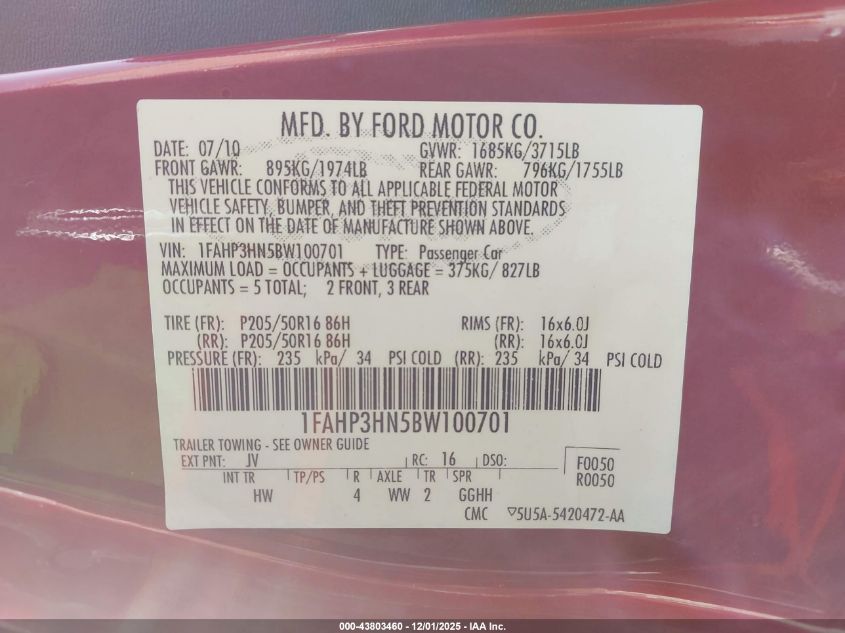 MFD. BY FORD MOTOR CO.
DATE: 07/10 GVWR: 1685KG/3715LB
FRONT GAWR: 895KG/1974LB REAR GAWR: 796KG/1755LB
THIS VEHICLE CONFORMS TO ALL APPLICABLE FEDERAL MOTOR
VEHICLE SAFETY, BUMPER, AND THEFT PREVENTION STANDARDS
IN EFFECT ON THE DATE OF MANUFACTURE SHOWN ABOVE.
VIN: 1FAHP3HN5BW100701 TYPE: Passenger Car
MAXIMUM LOAD = OCCUPANTS + LUGGAGE = 375KG/ 827LB
OCCUPANTS = 5 TOTAL; 2 FRONT, 3 REAR
TIRE (FR): P205/50R16 86H RIMS (FR): 16x6.0J
(RR): P205/50R16 86H (RR): 16x6.0J
PRESSURE (FR): 235 kPa/ 34 PSI COLD (RR): 235 kPa/ 34 PSI COLD
1FAHP3HN5BW100701
TRAILER TOWING - SEE OWNER GUIDE
EXT PNT: JV RC: 16 DSO: F0050
INT TR TP/PS R AXLE TR SPR R0050
HW 4 WW 2 GGHH
CMC ▽5U5A-5420472-AA
000-43803460 - 12/01/2025 - IAA Inc.